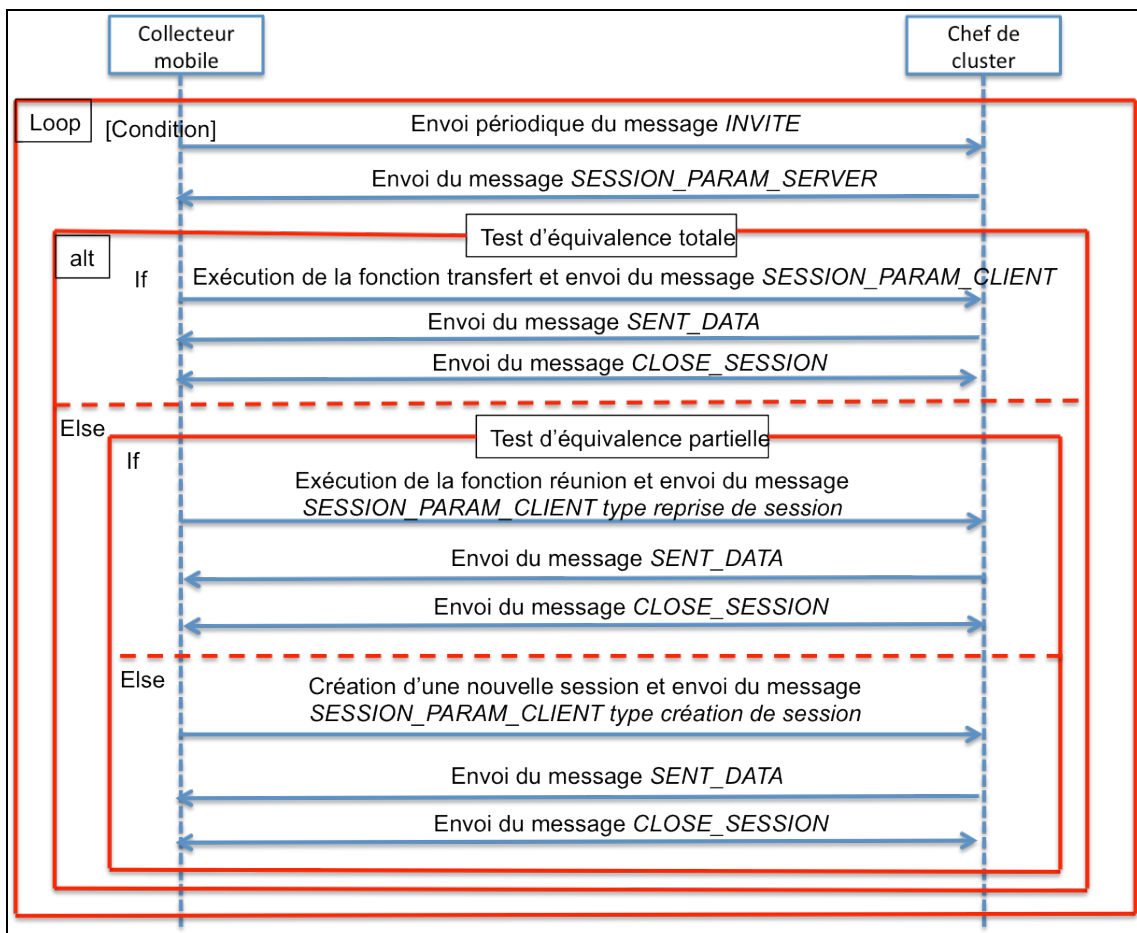 Collecteur
mobile
Chef de
cluster
Loop
[Condition]
Envoi périodique du message INVITE
Envoi du message SESSION_PARAM_SERVER
Test d'équivalence totale
alt
If
Exécution de la fonction transfert et envoi du message SESSION_PARAM_CLIENT
Envoi du message SENT_DATA
Envoi du message CLOSE_SESSION
Else
Test d'équivalence partielle
If
Exécution de la fonction réunion et envoi du message
SESSION_PARAM_CLIENT type reprise de session
Envoi du message SENT_DATA
Envoi du message CLOSE_SESSION
Else
Création d'une nouvelle session et envoi du message
SESSION_PARAM_CLIENT type création de session
Envoi du message SENT_DATA
Envoi du message CLOSE_SESSION